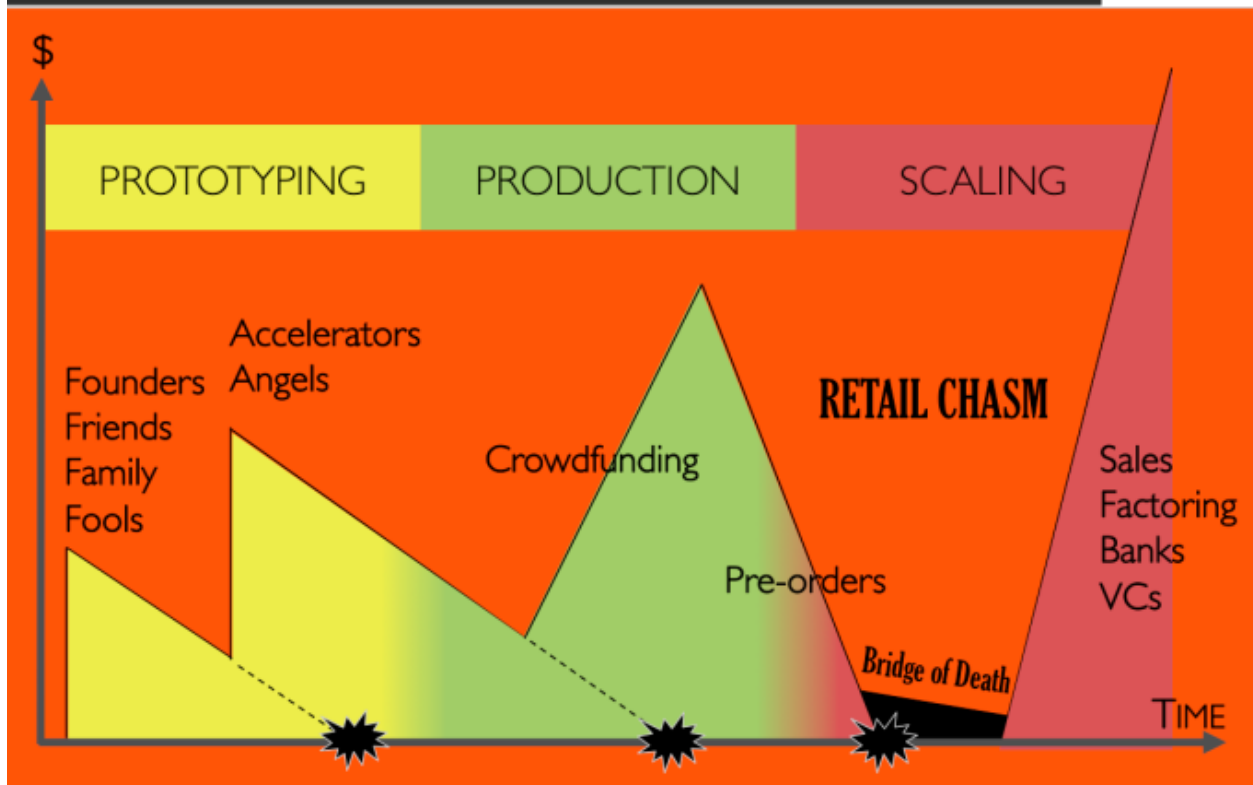 $
PROTOTYPING
PRODUCTION
SCALING
Accelerators
Angels
Founders
Friends
Family
Fools
RETAIL CHASM
Crowdfunding
Sales
Factoring
Banks
VCs
Pre-orders
Bridge of Death
TIME